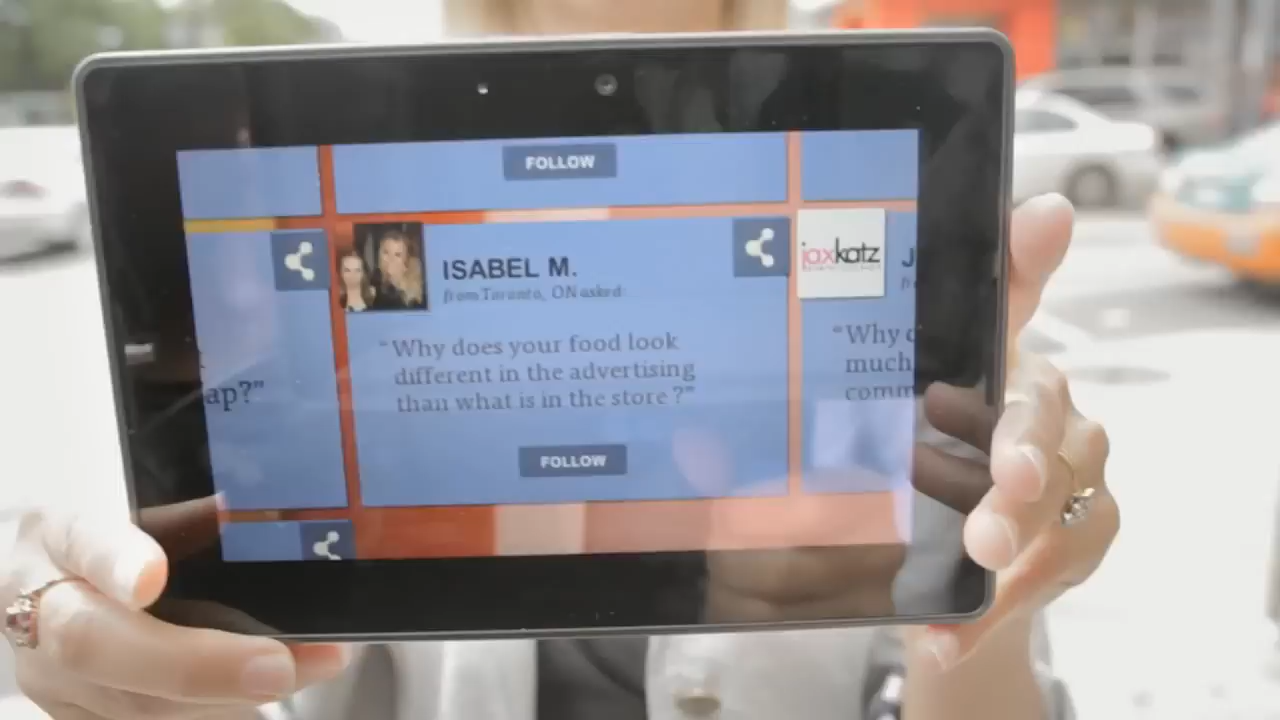 FOLLOW
ISABEL M.
from Toronto, ON asked:
jaxkatz
J
"Why does your food look
different in the advertising
than what is in the store?"
ap?"
"Why
much
comm
FOLLOW